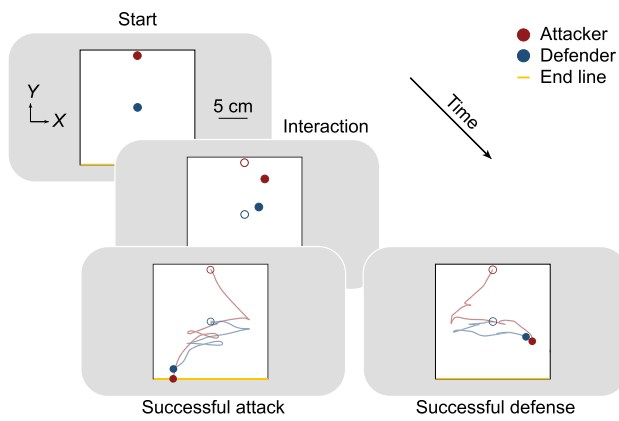 Start
Attacker
Defender
End line
Y
X
5 cm
Time
Interaction
Successful attack
Successful defense